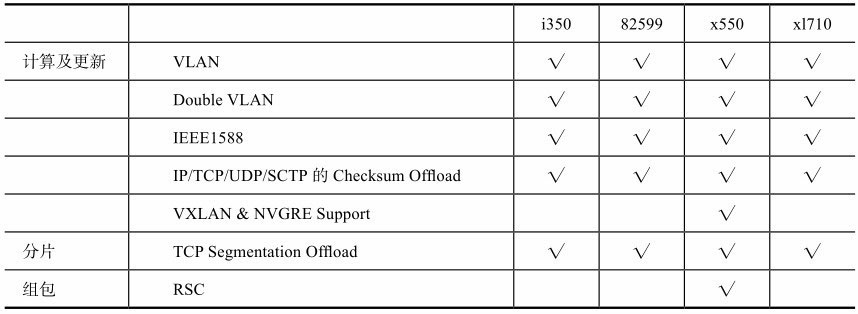 i350 82599 x550 xl710
计算及更新 VLAN √ √ √ √
Double VLAN √ √ √ √
IEEE1588 √ √ √ √
IP/TCP/UDP/SCTP 的 Checksum Offload √ √ √ √
VXLAN & NVGRE Support √
分片 TCP Segmentation Offload √ √ √ √
组包 RSC √